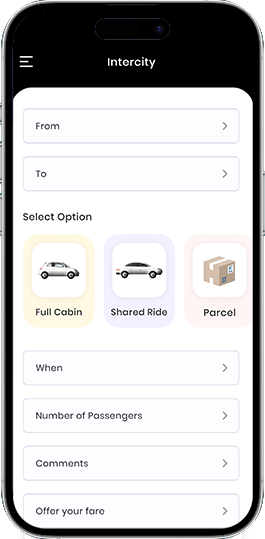 Intercity
From
To
Select Option
Full Cabin
Shared Ride
Parcel
When
Number of Passengers
Comments
Offer your fare